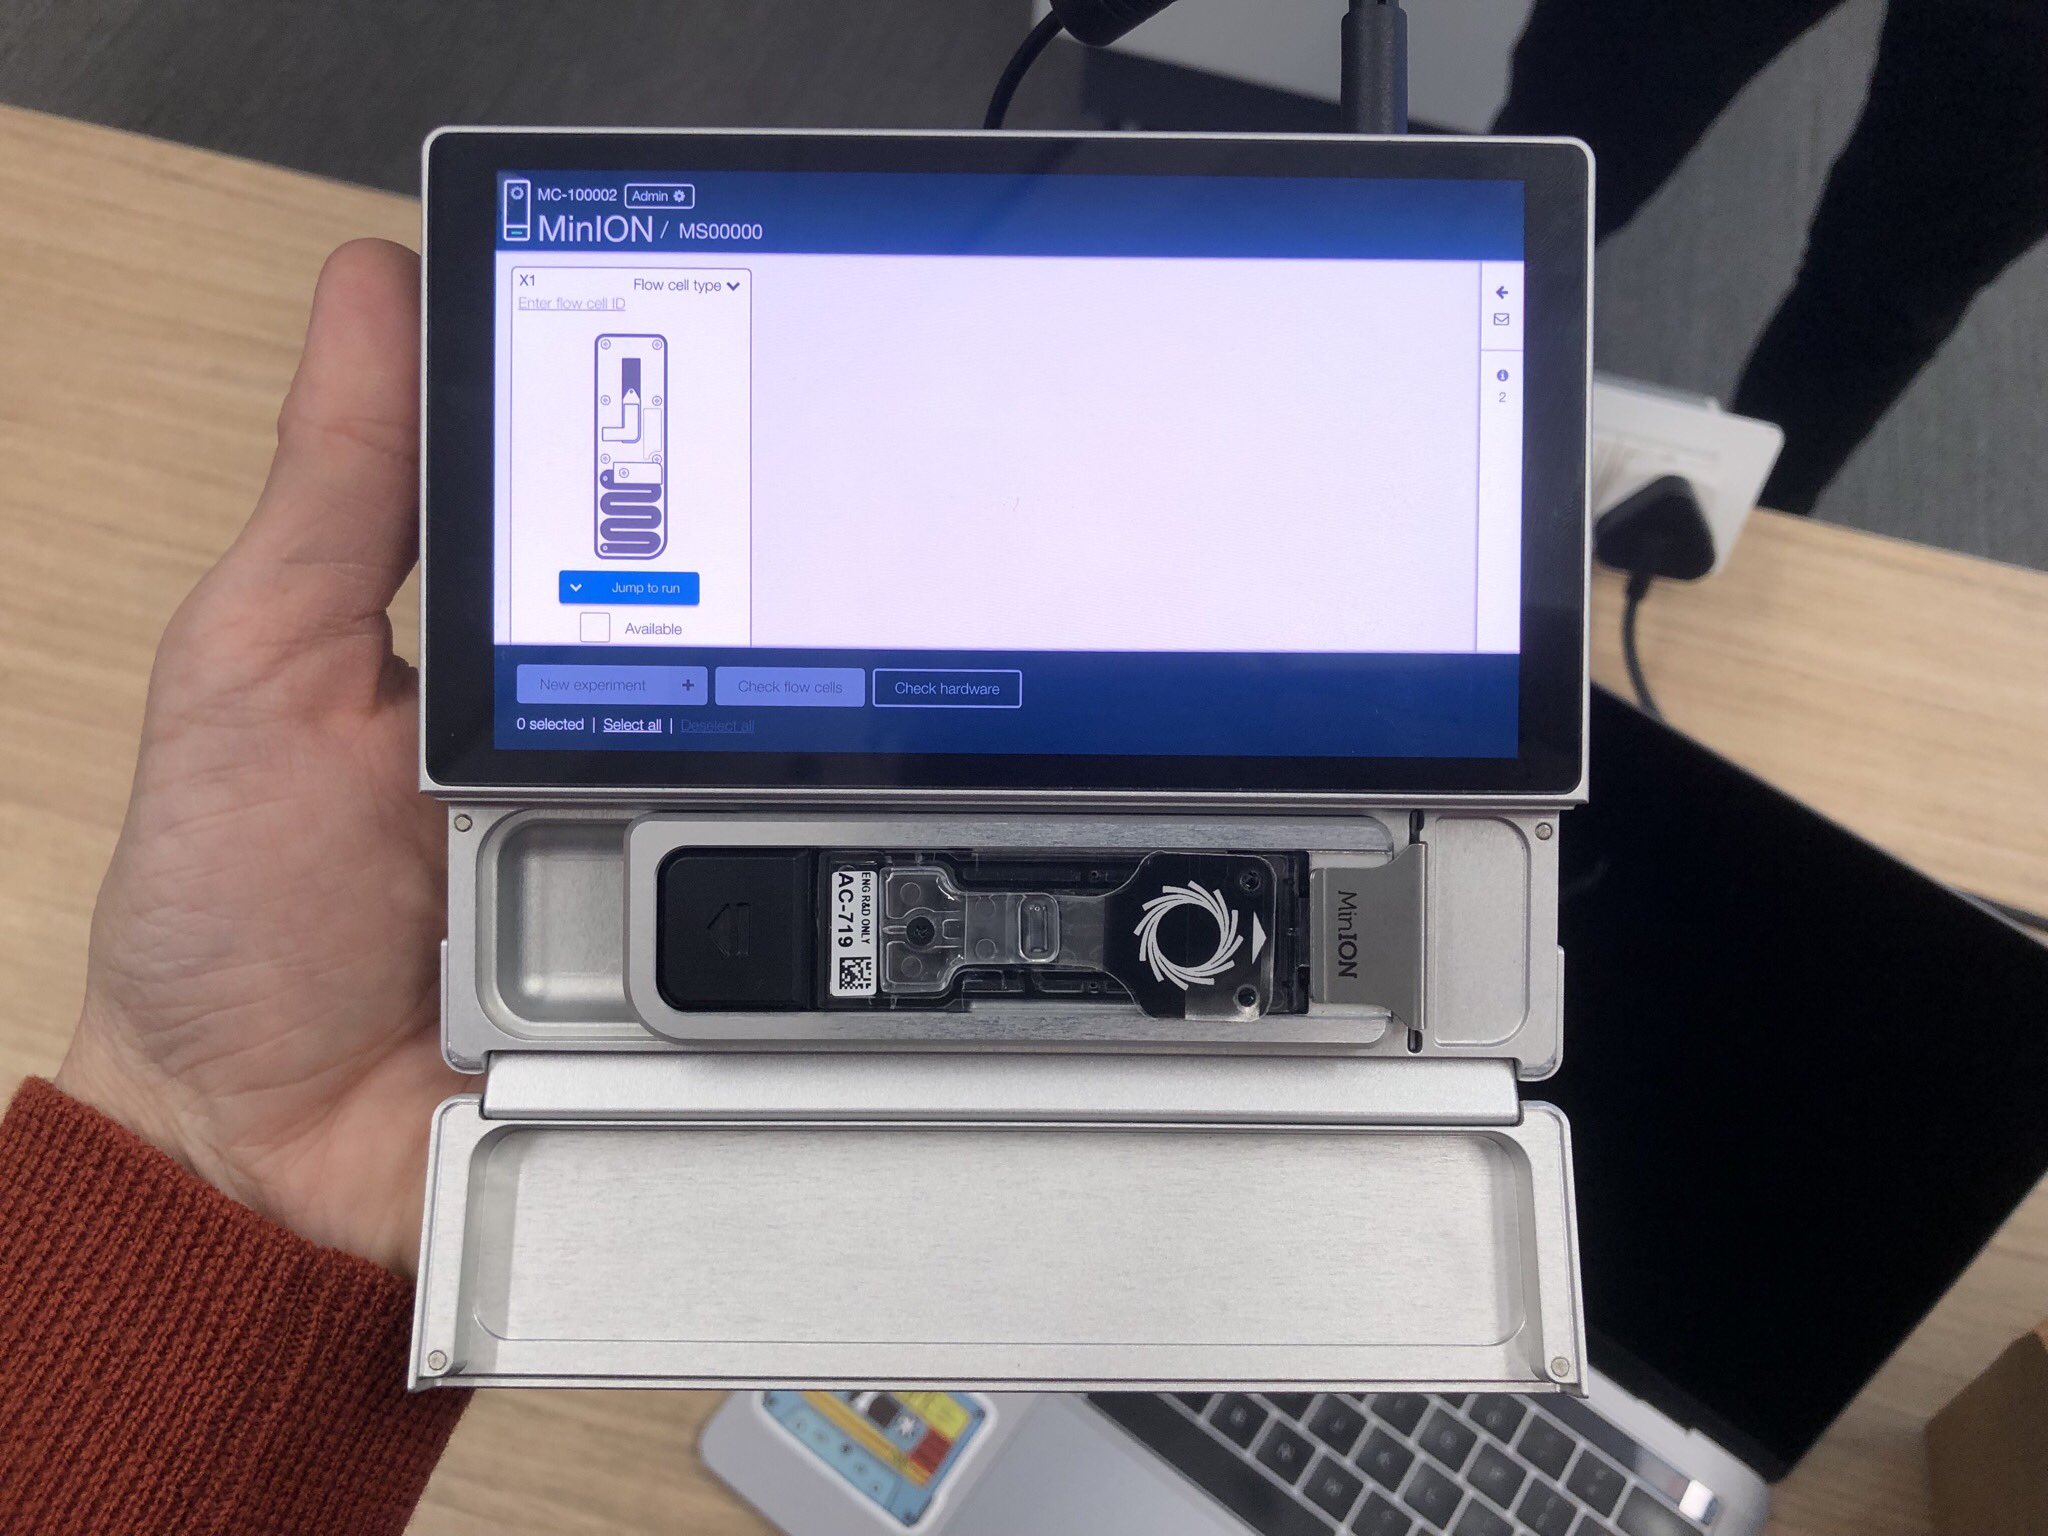 MC-100002 Admin
MinION / MS00000
X1 Flow cell type
Enter flow cell ID
2
Jump to run
Available
New experiment + Check flow cells Check hardware
0 selected | Select all | Deselect all
ENG R&D ONLY
AC-719
MinION